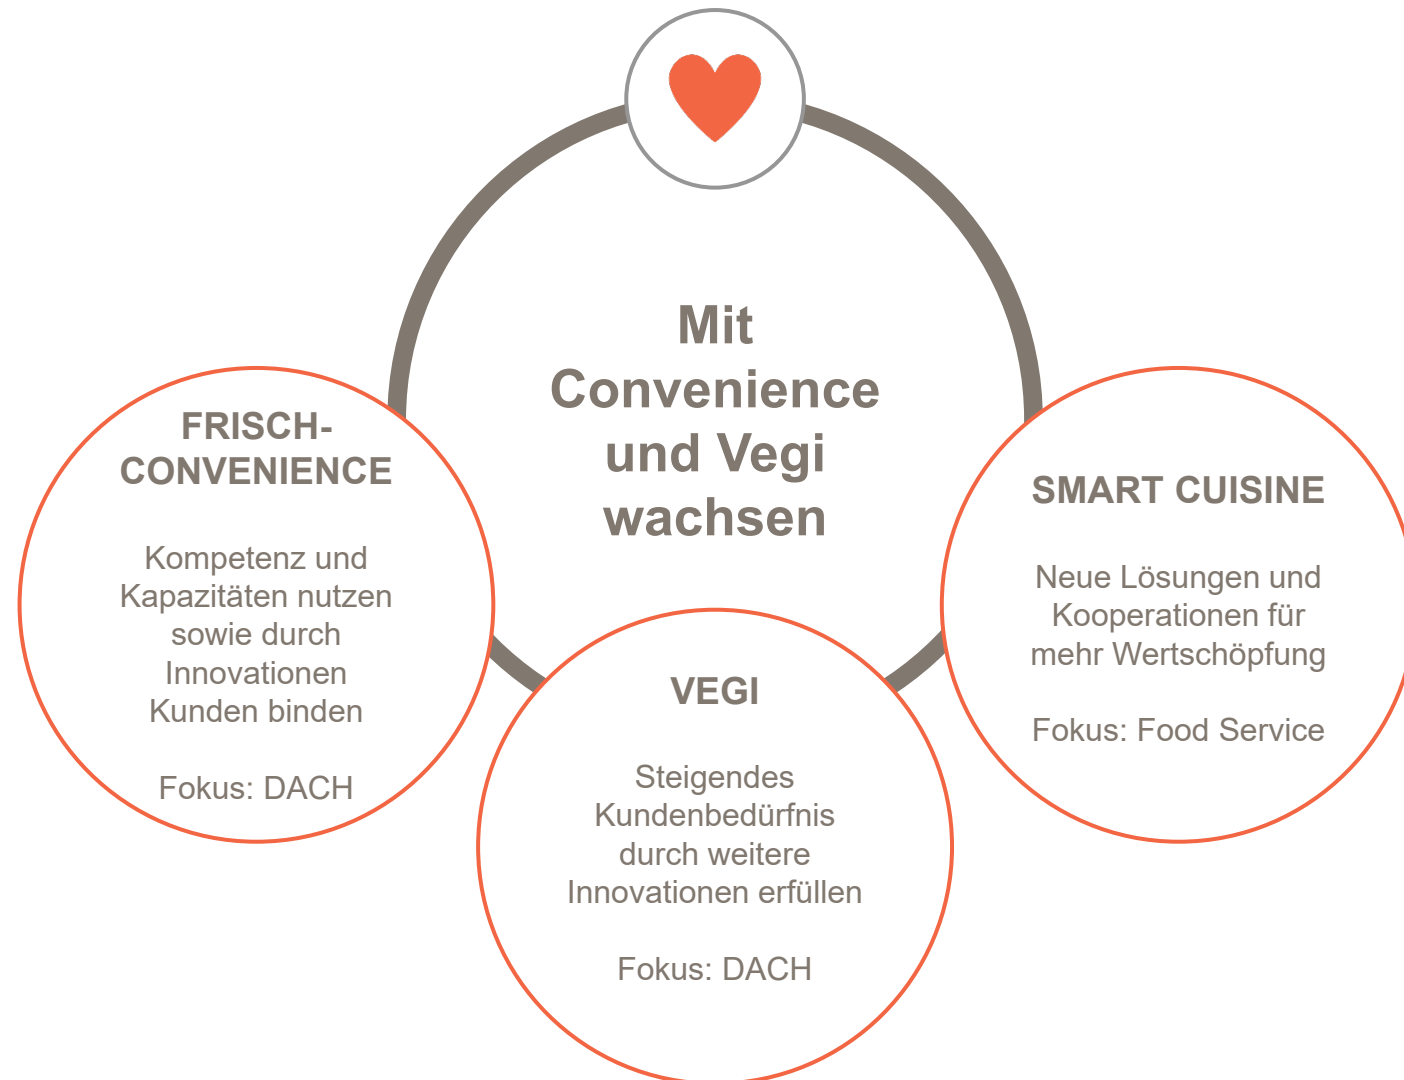 Mit
Convenience
und Vegi
wachsen
FRISCH-
CONVENIENCE
Kompetenz und
Kapazitäten nutzen
sowie durch
Innovationen
Kunden binden
Fokus: DACH
VEGI
Steigendes
Kundenbedürfnis
durch weitere
Innovationen erfüllen
Fokus: DACH
SMART CUISINE
Neue Lösungen und
Kooperationen für
mehr Wertschöpfung
Fokus: Food Service